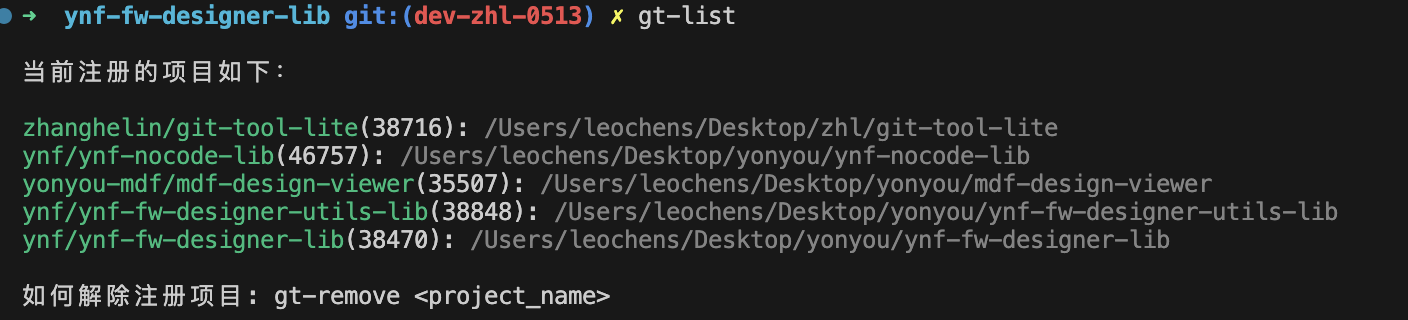 ➜ ynf-fw-designer-lib git:(dev-zhl-0513) ✗ gt-list
当前注册的项目如下：
zhanghelin/git-tool-lite(38716): /Users/leochens/Desktop/zhl/git-tool-lite
ynf/ynf-nocode-lib(46757): /Users/leochens/Desktop/yonyou/ynf-nocode-lib
yonyou-mdf/mdf-design-viewer(35507): /Users/leochens/Desktop/yonyou/mdf-design-viewer
ynf/ynf-fw-designer-utils-lib(38848): /Users/leochens/Desktop/yonyou/ynf-fw-designer-utils-lib
ynf/ynf-fw-designer-lib(38470): /Users/leochens/Desktop/yonyou/ynf-fw-designer-lib
如何解除注册项目: gt-remove <project_name>